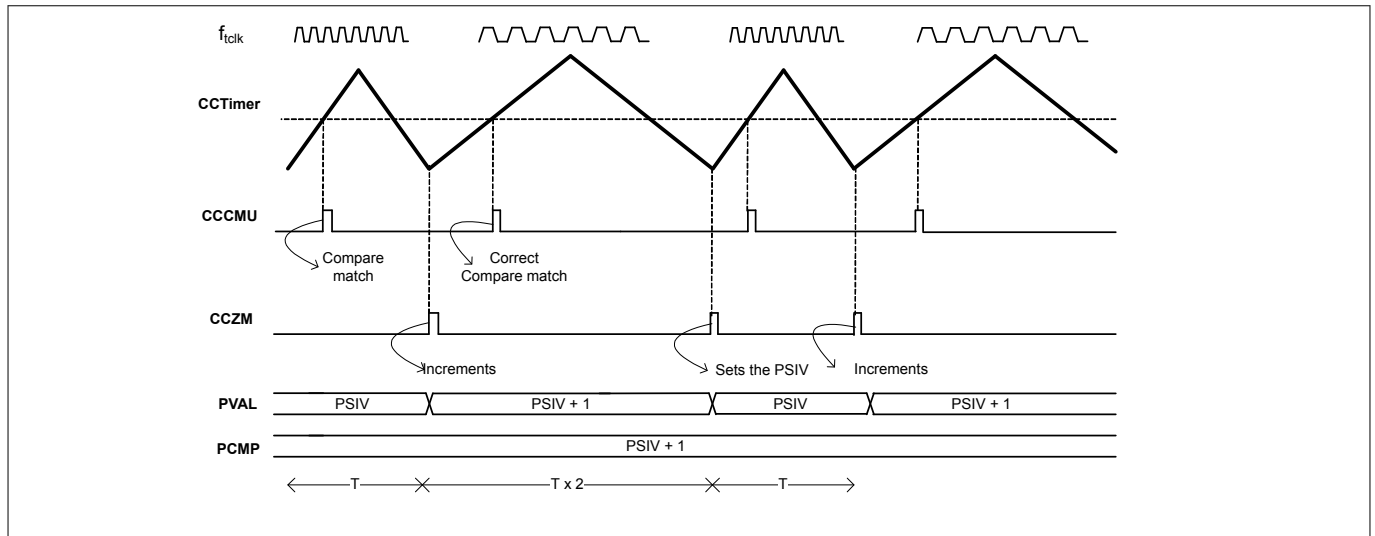 ftclk
CCTimer
CCCMU
Compare
match
Correct
Compare match
CCZM
Increments
Sets the PSIV
Increments
PVAL
PSIV
PSIV + 1
PSIV
PSIV + 1
PCMP
PSIV + 1
T
T x 2
T